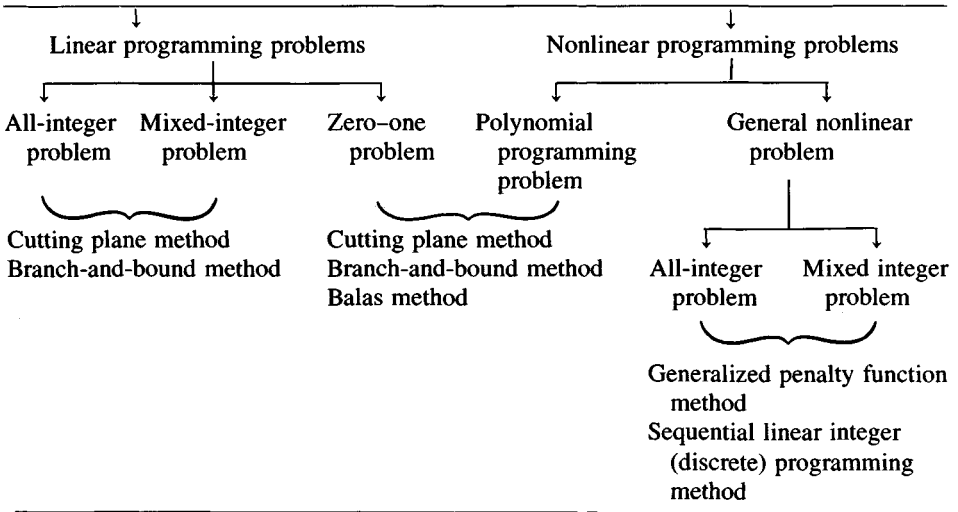 Linear programming problems
Nonlinear programming problems
All-integer
problem
Mixed-integer
problem
Zero–one
problem
Polynomial
programming
problem
General nonlinear
problem
Cutting plane method
Branch-and-bound method
Cutting plane method
Branch-and-bound method
Balas method
All-integer
problem
Mixed integer
problem
Generalized penalty function
method
Sequential linear integer
(discrete) programming
method